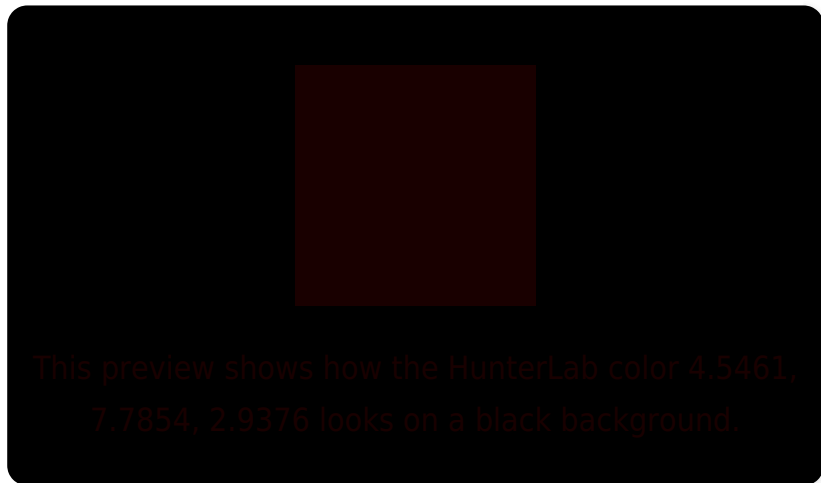 This preview shows how the HunterLab color 4.5461,
7.7854, 2.9376 looks on a black background.